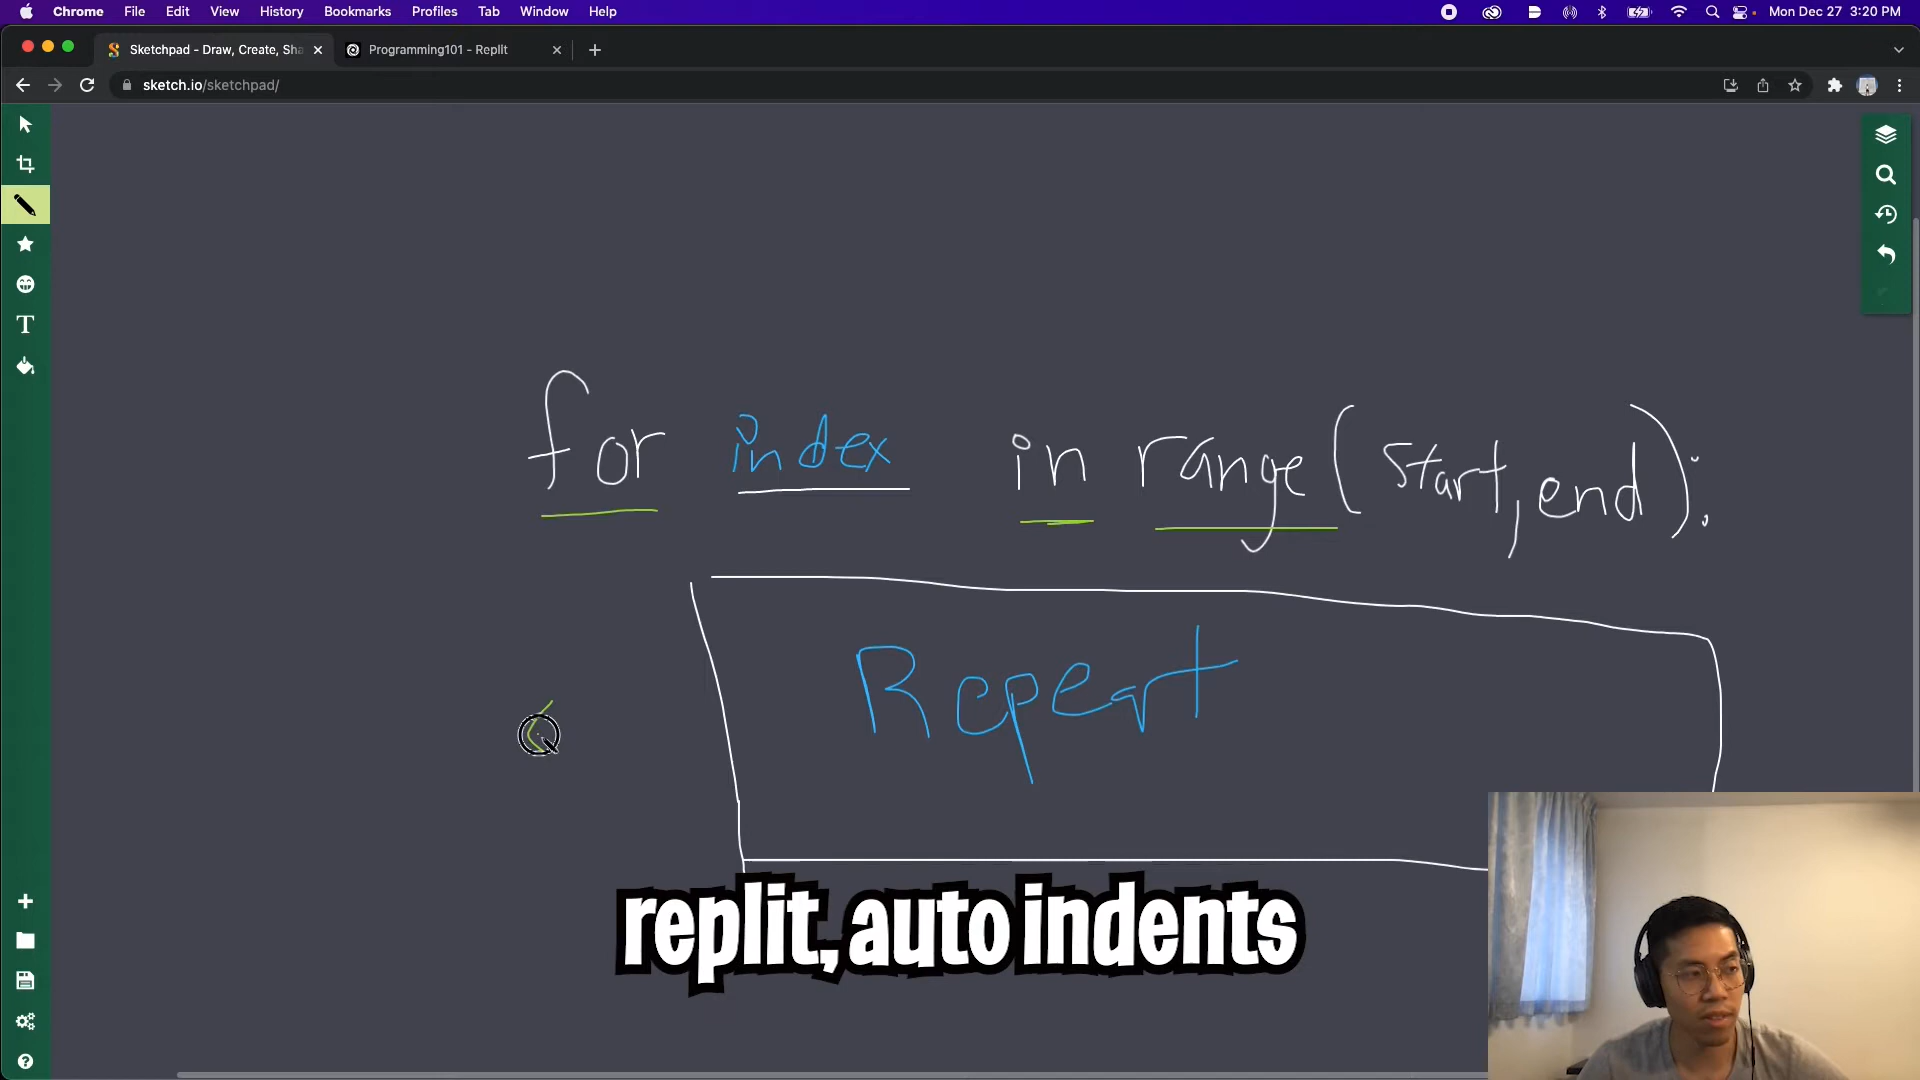 Chrome File Edit View History Bookmarks Profiles Tab Window Help Mon Dec 27 3:20 PM
Sketchpad - Draw, Create, Sha Programming101 - Replit
sketch.io/sketchpad/
for index in range(start, end):
Repeat
replit, auto indents